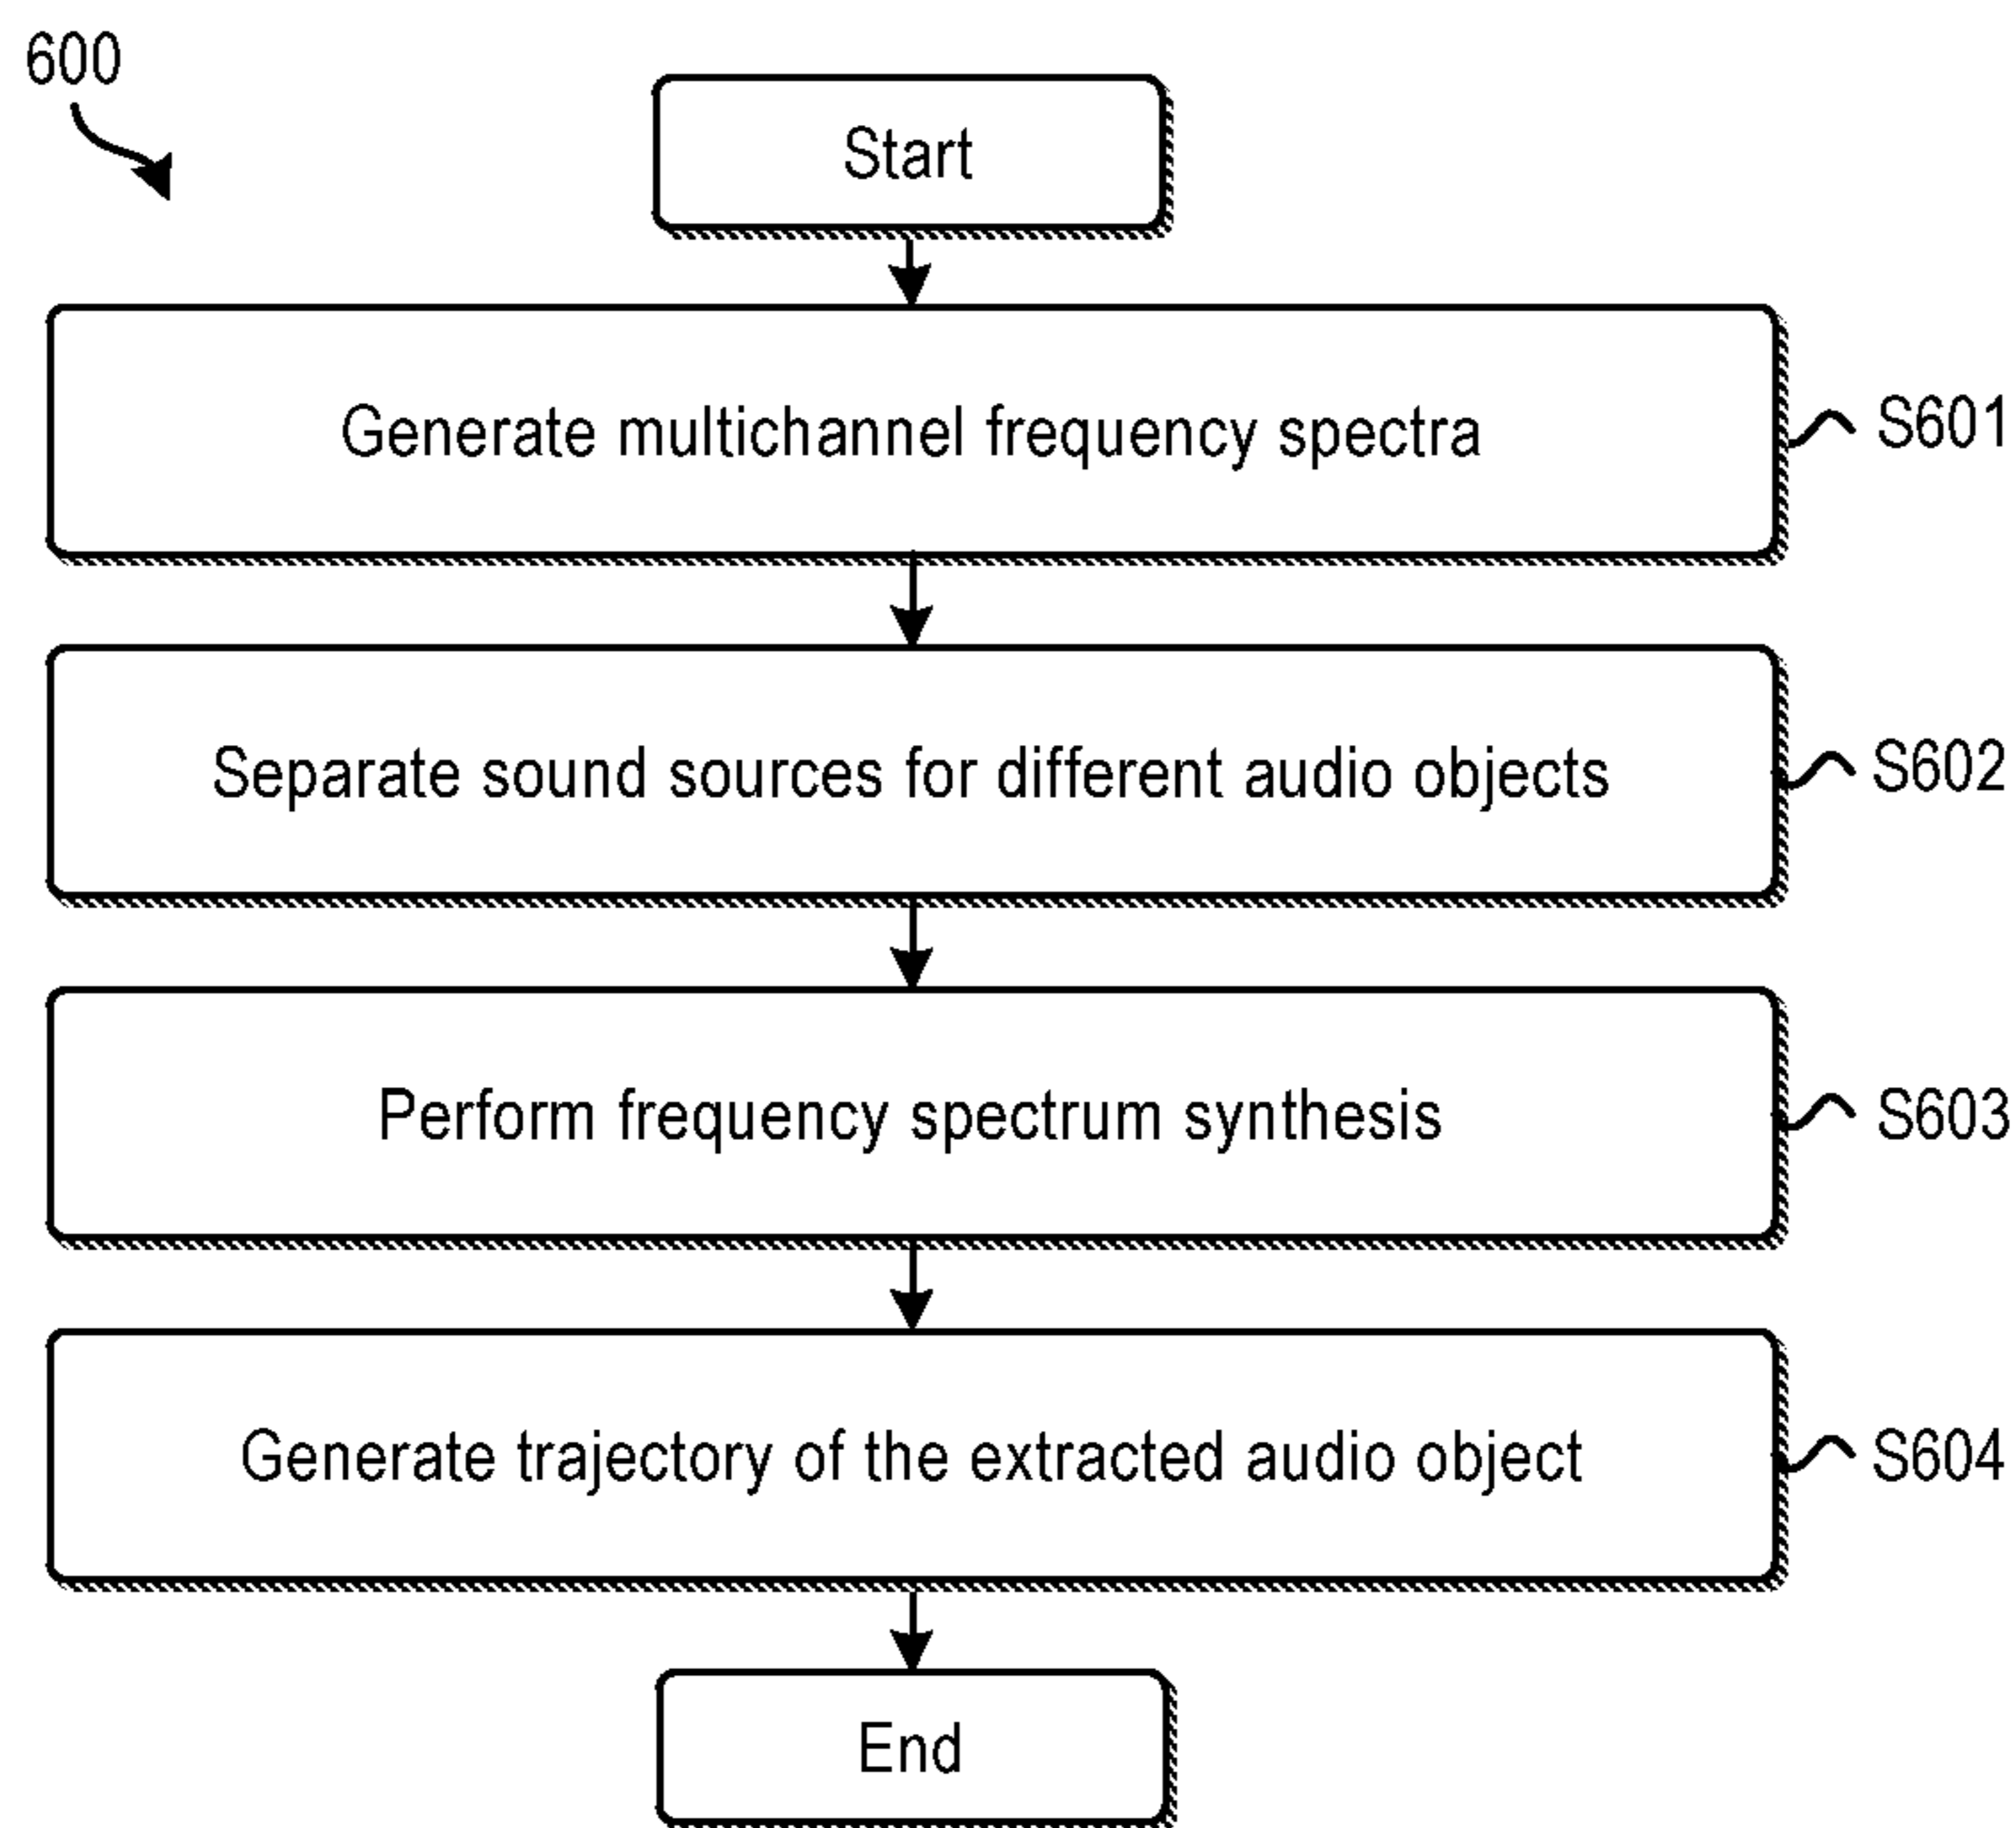 600
Start
Generate multichannel frequency spectra
S601
Separate sound sources for different audio objects
S602
Perform frequency spectrum synthesis
S603
Generate trajectory of the extracted audio object
S604
End